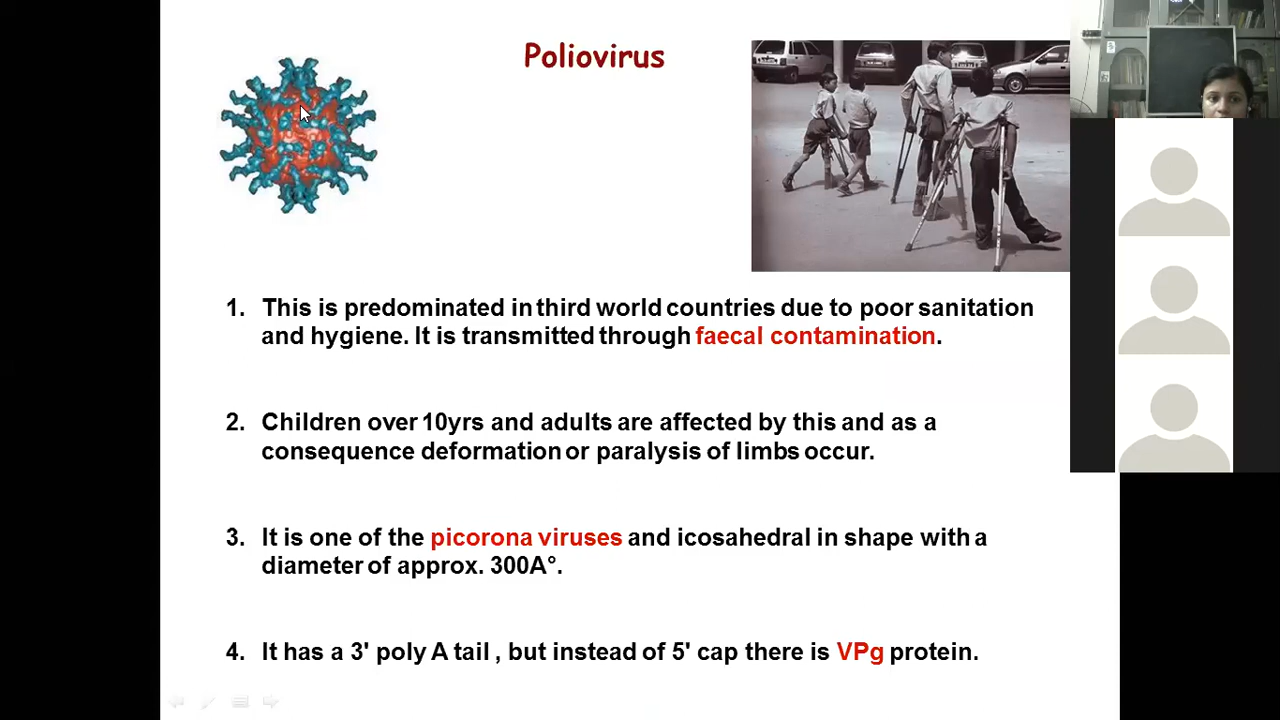 Poliovirus
1. This is predominated in third world countries due to poor sanitation
and hygiene. It is transmitted through faecal contamination.
2. Children over 10yrs and adults are affected by this and as a
consequence deformation or paralysis of limbs occur.
3. It is one of the picorona viruses and icosahedral in shape with a
diameter of approx. 300A°.
4. It has a 3' poly A tail , but instead of 5' cap there is VPg protein.